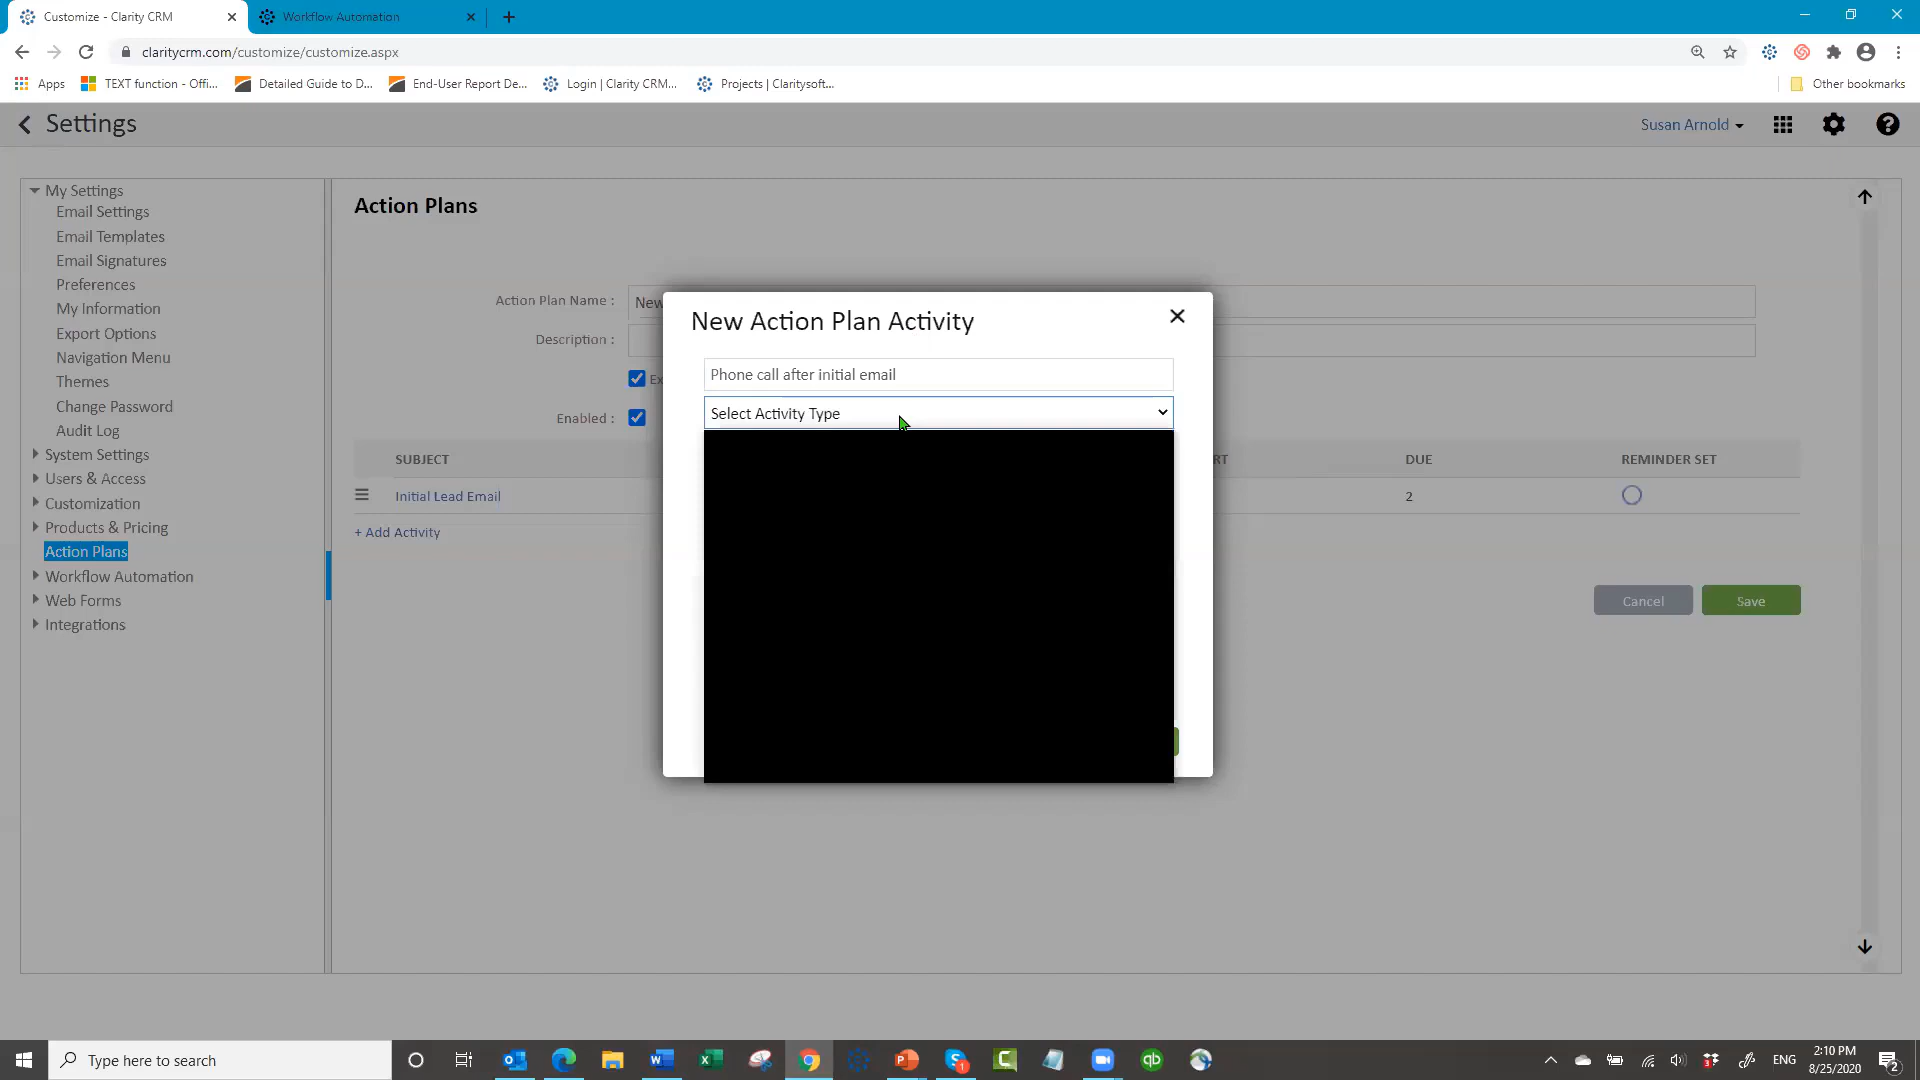 Customize - Clarity CRM
Workflow Automation
claritycrm.com/customize/customize.aspx
Apps
TEXT function - Offi...
Detailed Guide to D...
End-User Report De...
Login | Clarity CRM...
Projects | Claritysoft...
Other bookmarks
Settings
Susan Arnold
My Settings
Email Settings
Email Templates
Email Signatures
Preferences
My Information
Export Options
Navigation Menu
Themes
Change Password
Audit Log
System Settings
Users & Access
Customization
Products & Pricing
Action Plans
Workflow Automation
Web Forms
Integrations
Action Plans
Action Plan Name :
New
Description :
Ex
Enabled :
SUBJECT
RT
DUE
REMINDER SET
Initial Lead Email
2
+ Add Activity
Cancel
Save
New Action Plan Activity
Phone call after initial email
Select Activity Type
Type here to search
ENG
2:10 PM
8/25/2020
2